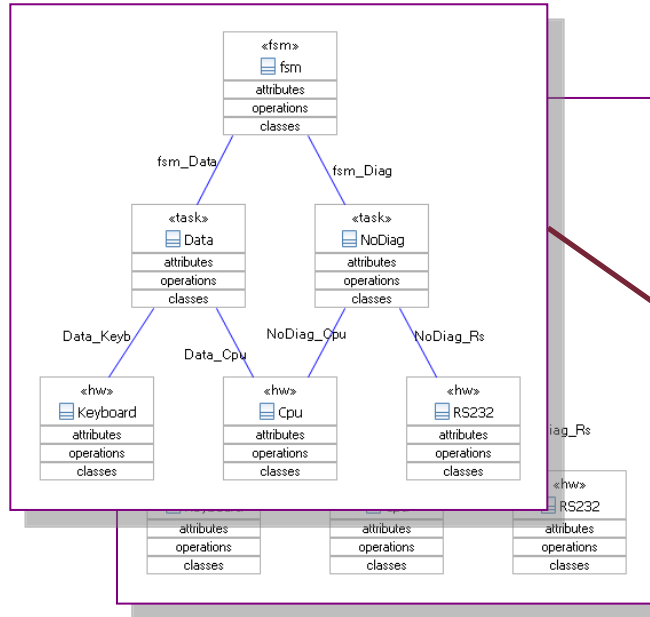 «fsm»
fsm
attributes
operations
classes
fsm_Data
fsm_Diag
«task»
Data
attributes
operations
classes
«task»
NoDiag
attributes
operations
classes
Data_Keyb
Data_Cpu
NoDiag_Cpu
NoDiag_Rs
«hw»
Keyboard
attributes
operations
classes
«hw»
Cpu
attributes
operations
classes
«hw»
RS232
attributes
operations
classes
iag_Rs
«hw»
RS232
attributes
operations
classes
attributes
operations
classes
attributes
operations
classes